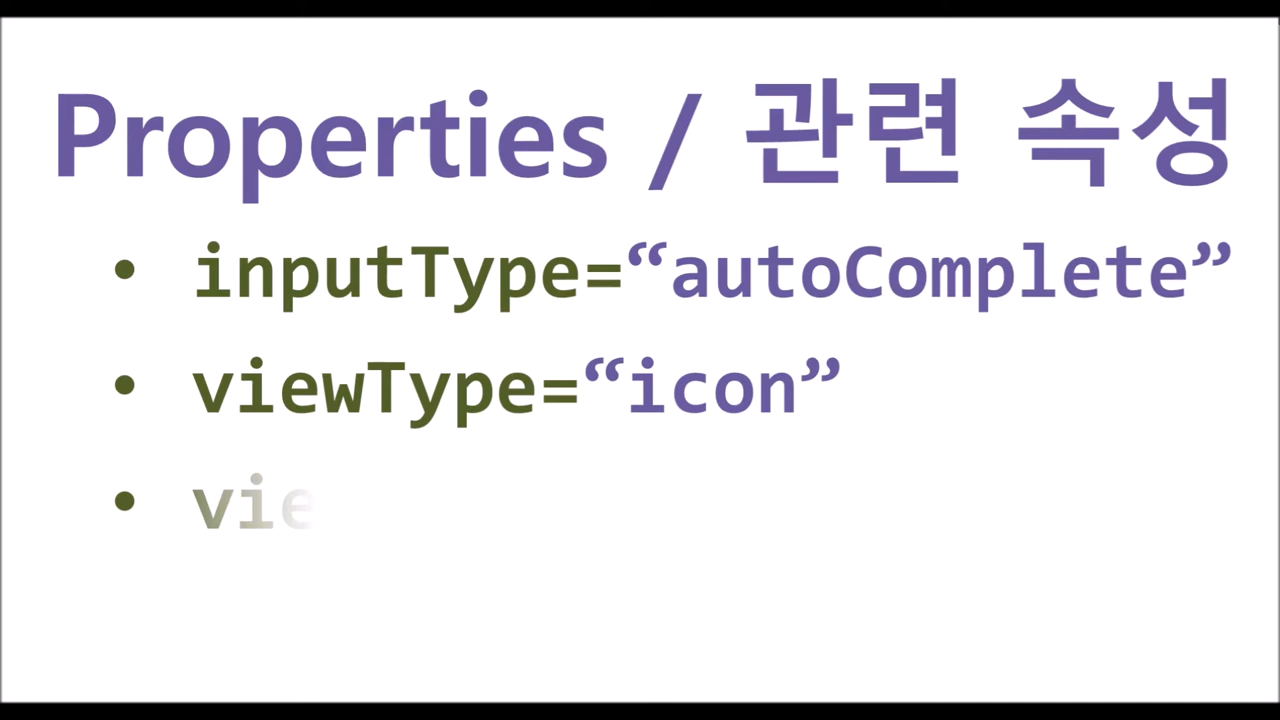 Properties / 관련 속성
• inputType=“autoComplete”
• viewType=“icon”
• vie